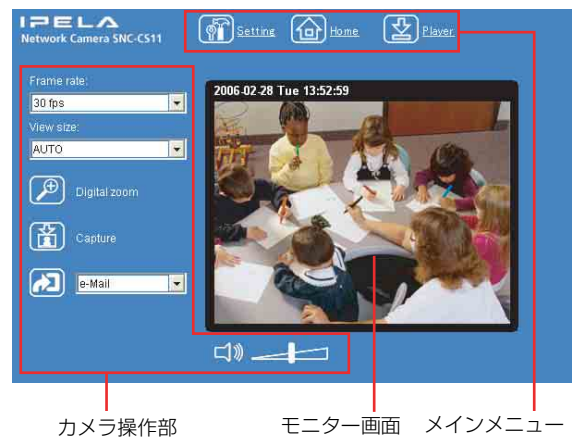 IPELA
Network Camera SNC-CS11
Setting
Home
Player
Frame rate:
30 fps
View size:
AUTO
Digital zoom
Capture
e-Mail
2006-02-28 Tue 13:52:59
カメラ操作部
モニター画面
メインメニュー